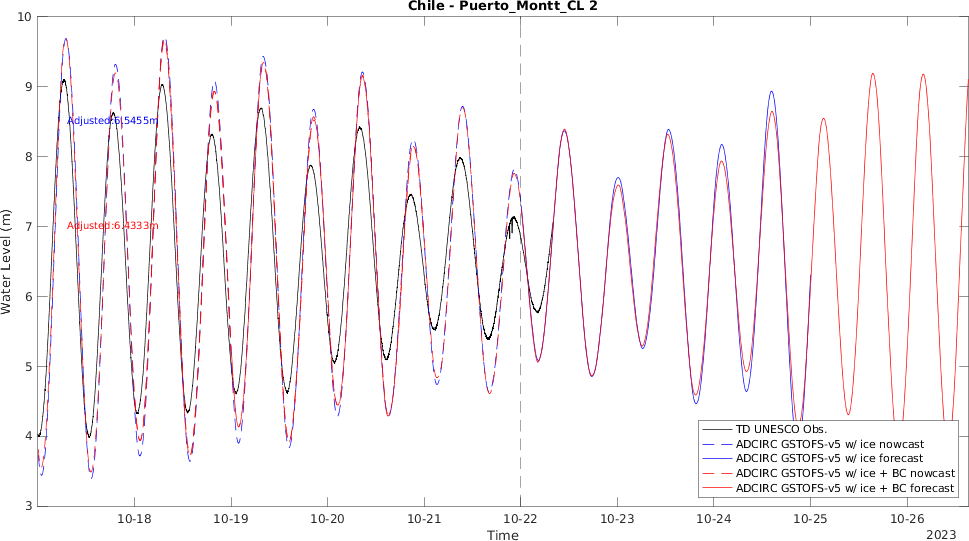 Chile - Puerto_Montt_CL 2
10
9
8
7
6
5
4
3
Water Level (m)
Adjusted:6.5455m
Adjusted:6.4333m
TD UNESCO Obs.
ADCIRC GSTOFS-v5 w/ ice nowcast
ADCIRC GSTOFS-v5 w/ ice forecast
ADCIRC GSTOFS-v5 w/ ice + BC nowcast
ADCIRC GSTOFS-v5 w/ ice + BC forecast
10-18 10-19 10-20 10-21 10-22 10-23 10-24 10-25 10-26
Time
2023